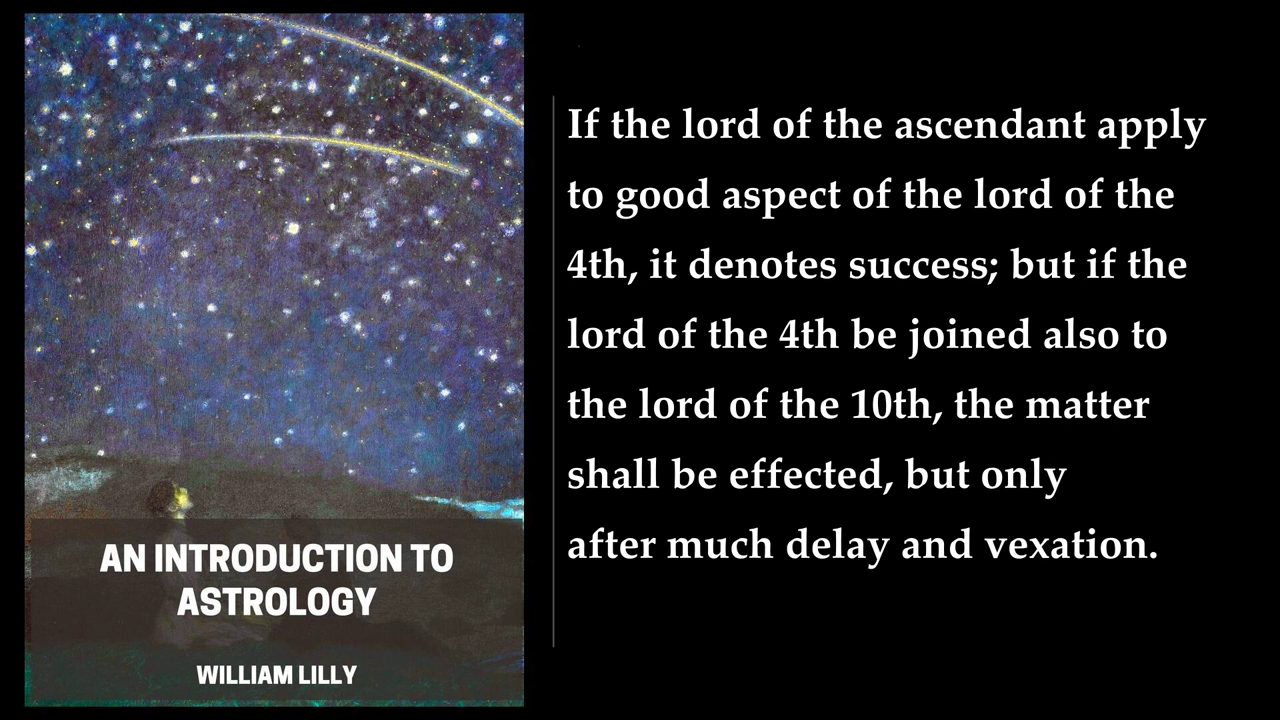 AN INTRODUCTION TO
ASTROLOGY
WILLIAM LILLY
If the lord of the ascendant apply
to good aspect of the lord of the
4th, it denotes success; but if the
lord of the 4th be joined also to
the lord of the 10th, the matter
shall be effected, but only
after much delay and vexation.